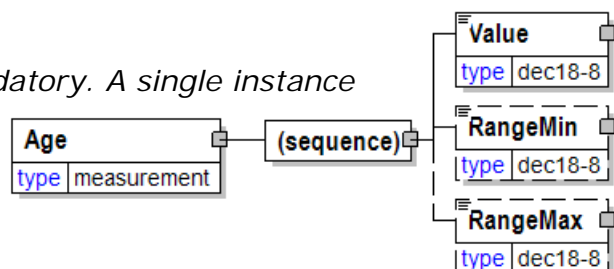 Value
type dec18-8
datory. A single instance
RangeMin
type dec18-8
Age
type measurement
(sequence)
RangeMax
type dec18-8